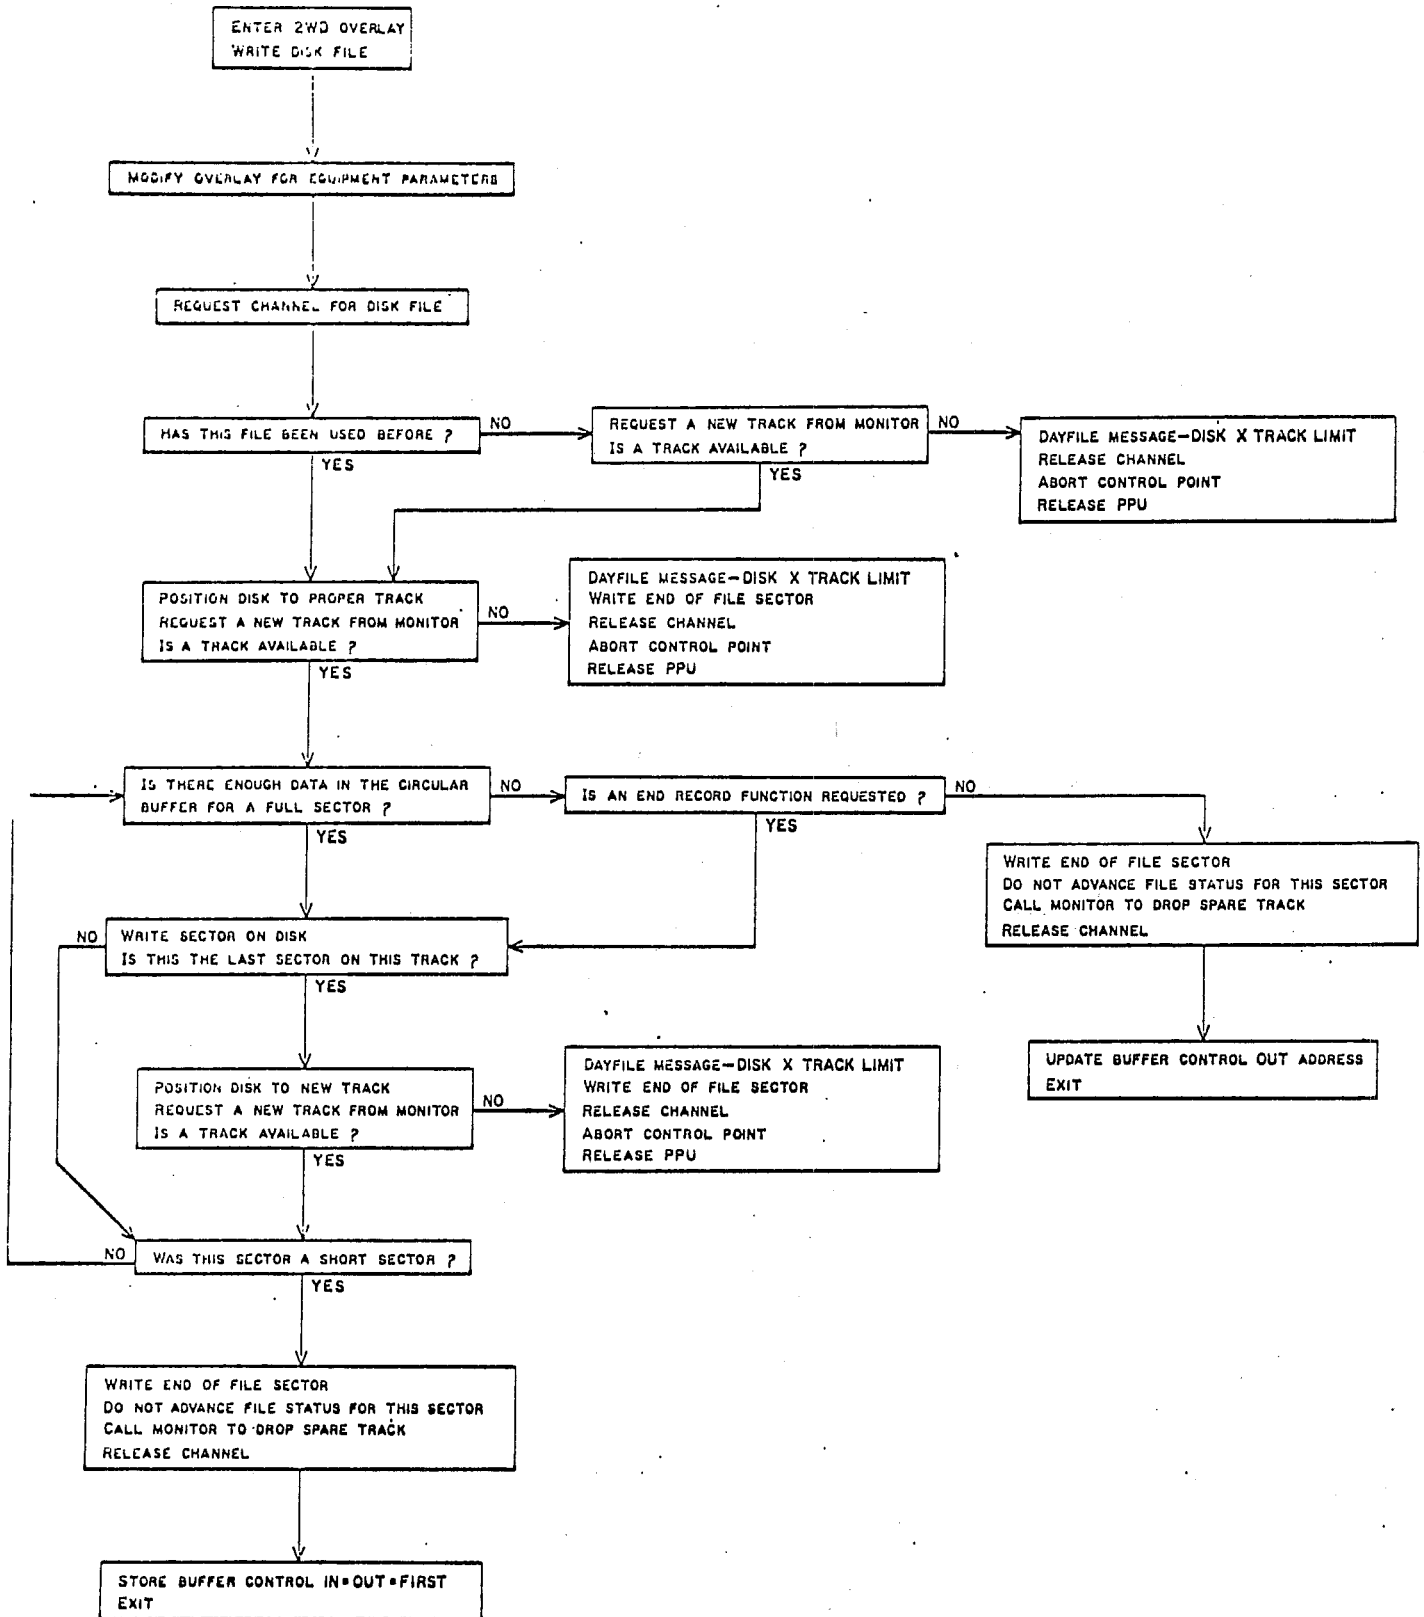 ENTER 2WD OVERLAY
WRITE DISK FILE
MODIFY OVERLAY FOR EQUIPMENT PARAMETERS
REQUEST CHANNEL FOR DISK FILE
HAS THIS FILE BEEN USED BEFORE ?
NO
YES
REQUEST A NEW TRACK FROM MONITOR
IS A TRACK AVAILABLE ?
NO
YES
DAYFILE MESSAGE—DISK X TRACK LIMIT
RELEASE CHANNEL
ABORT CONTROL POINT
RELEASE PPU
POSITION DISK TO PROPER TRACK
REQUEST A NEW TRACK FROM MONITOR
IS A TRACK AVAILABLE ?
NO
YES
DAYFILE MESSAGE—DISK X TRACK LIMIT
WRITE END OF FILE SECTOR
RELEASE CHANNEL
ABORT CONTROL POINT
RELEASE PPU
IS THERE ENOUGH DATA IN THE CIRCULAR
BUFFER FOR A FULL SECTOR ?
NO
YES
IS AN END RECORD FUNCTION REQUESTED ?
NO
YES
WRITE END OF FILE SECTOR
DO NOT ADVANCE FILE STATUS FOR THIS SECTOR
CALL MONITOR TO DROP SPARE TRACK
RELEASE CHANNEL
NO
WRITE SECTOR ON DISK
IS THIS THE LAST SECTOR ON THIS TRACK ?
YES
UPDATE BUFFER CONTROL OUT ADDRESS
EXIT
POSITION DISK TO NEW TRACK
REQUEST A NEW TRACK FROM MONITOR
IS A TRACK AVAILABLE ?
NO
YES
DAYFILE MESSAGE—DISK X TRACK LIMIT
WRITE END OF FILE SECTOR
RELEASE CHANNEL
ABORT CONTROL POINT
RELEASE PPU
NO
WAS THIS SECTOR A SHORT SECTOR ?
YES
WRITE END OF FILE SECTOR
DO NOT ADVANCE FILE STATUS FOR THIS SECTOR
CALL MONITOR TO DROP SPARE TRACK
RELEASE CHANNEL
STORE BUFFER CONTROL IN=OUT=FIRST
EXIT